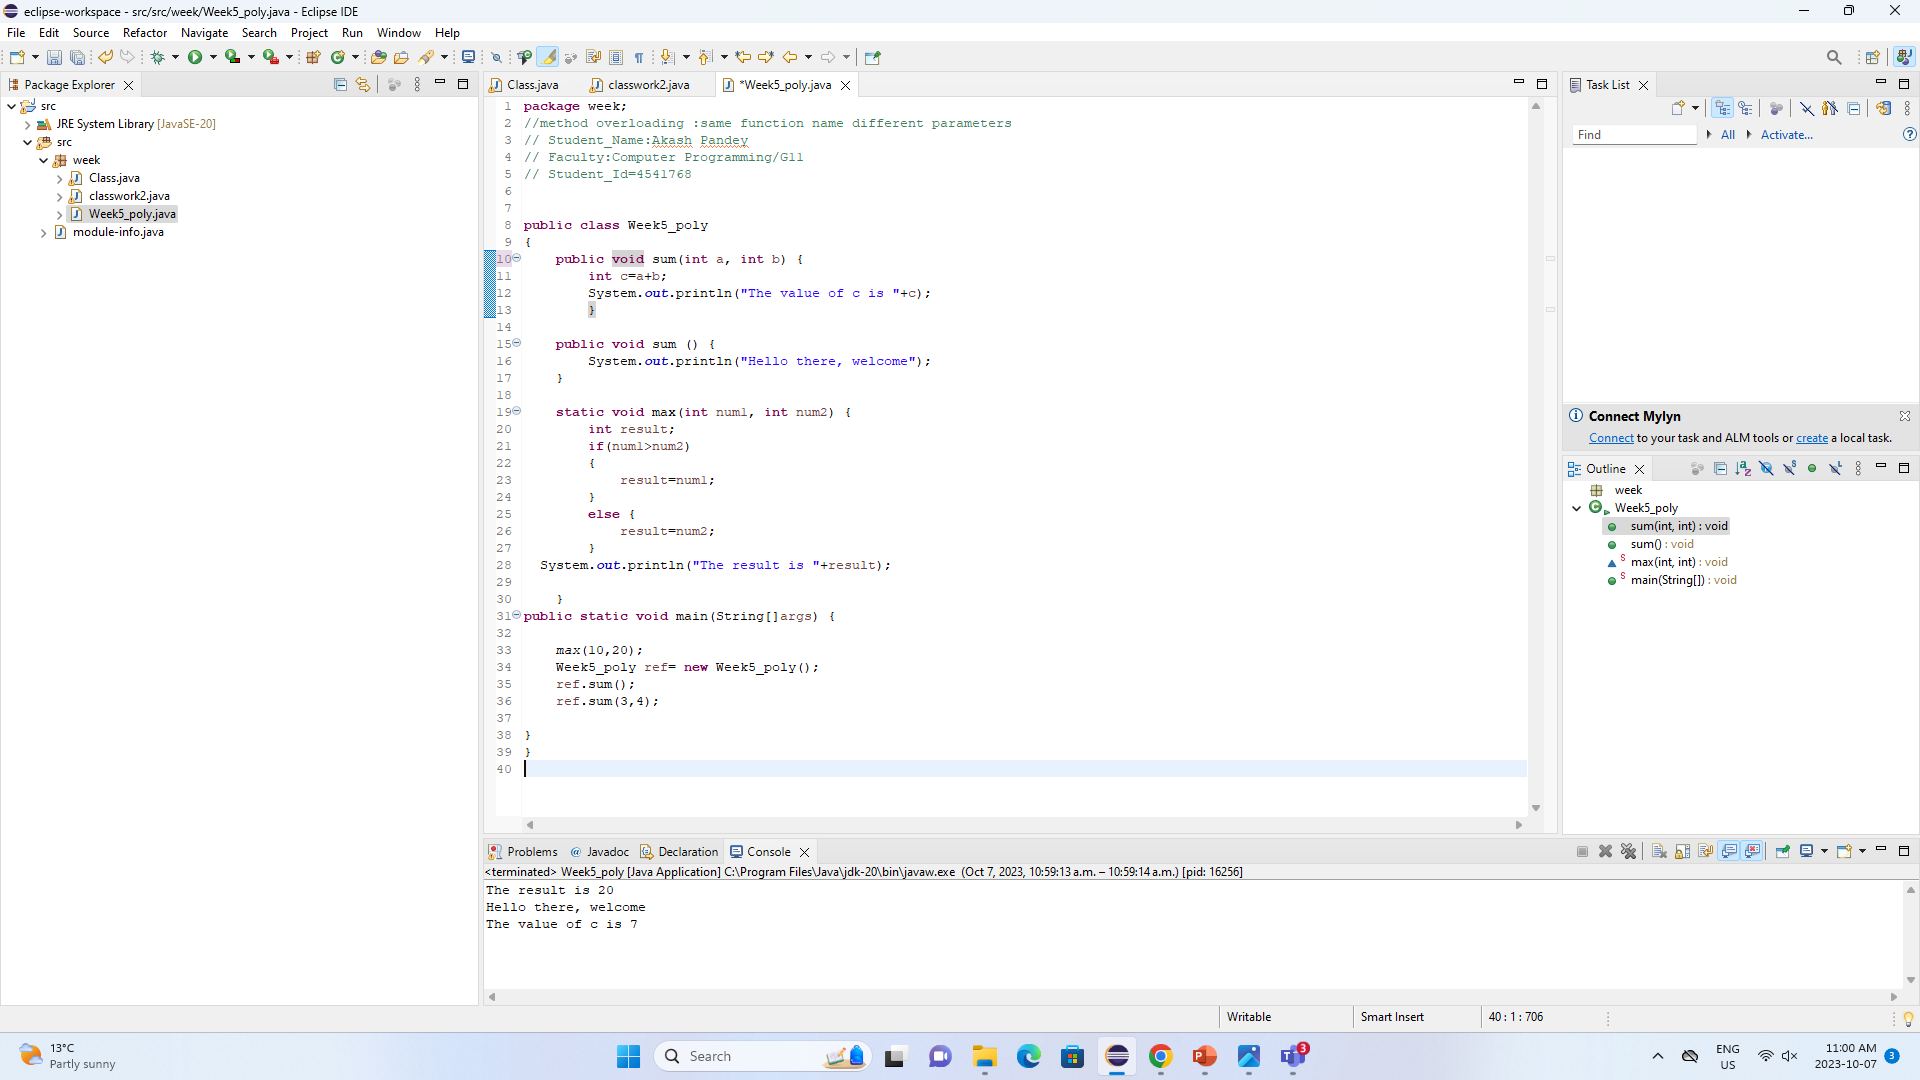 eclipse-workspace - src/src/week/Week5_poly.java - Eclipse IDE
File Edit Source Refactor Navigate Search Project Run Window Help
Package Explorer
src
JRE System Library [JavaSE-20]
src
week
Class.java
classwork2.java
Week5_poly.java
module-info.java
Class.java classwork2.java *Week5_poly.java
1 package week;
2 //method overloading :same function name different parameters
3 // Student_Name:Akash Pandey
4 // Faculty:Computer Programming/G11
5 // Student_Id=4541768
6
7
8 public class Week5_poly
9 {
10 public void sum(int a, int b) {
11 int c=a+b;
12 System.out.println("The value of c is "+c);
13 }
14
15 public void sum () {
16 System.out.println("Hello there, welcome");
17 }
18
19 static void max(int num1, int num2) {
20 int result;
21 if(num1>num2)
22 {
23 result=num1;
24 }
25 else {
26 result=num2;
27 }
28 System.out.println("The result is "+result);
29
30 }
31 public static void main(String[]args) {
32
33 max(10,20);
34 Week5_poly ref= new Week5_poly();
35 ref.sum();
36 ref.sum(3,4);
37
38 }
39 }
40
Task List
Find All Activate...
Connect Mylyn
Connect to your task and ALM tools or create a local task.
Outline
week
Week5_poly
sum(int, int) : void
sum() : void
max(int, int) : void
main(String[]) : void
Problems Javadoc Declaration Console
<terminated> Week5_poly [Java Application] C:\Program Files\Java\jdk-20\bin\javaw.exe (Oct 7, 2023, 10:59:13 a.m. – 10:59:14 a.m.) [pid: 16256]
The result is 20
Hello there, welcome
The value of c is 7
Writable Smart Insert 40 : 1 : 706
13°C
Partly sunny
Search
3
ENG
US
11:00 AM
2023-10-07
3